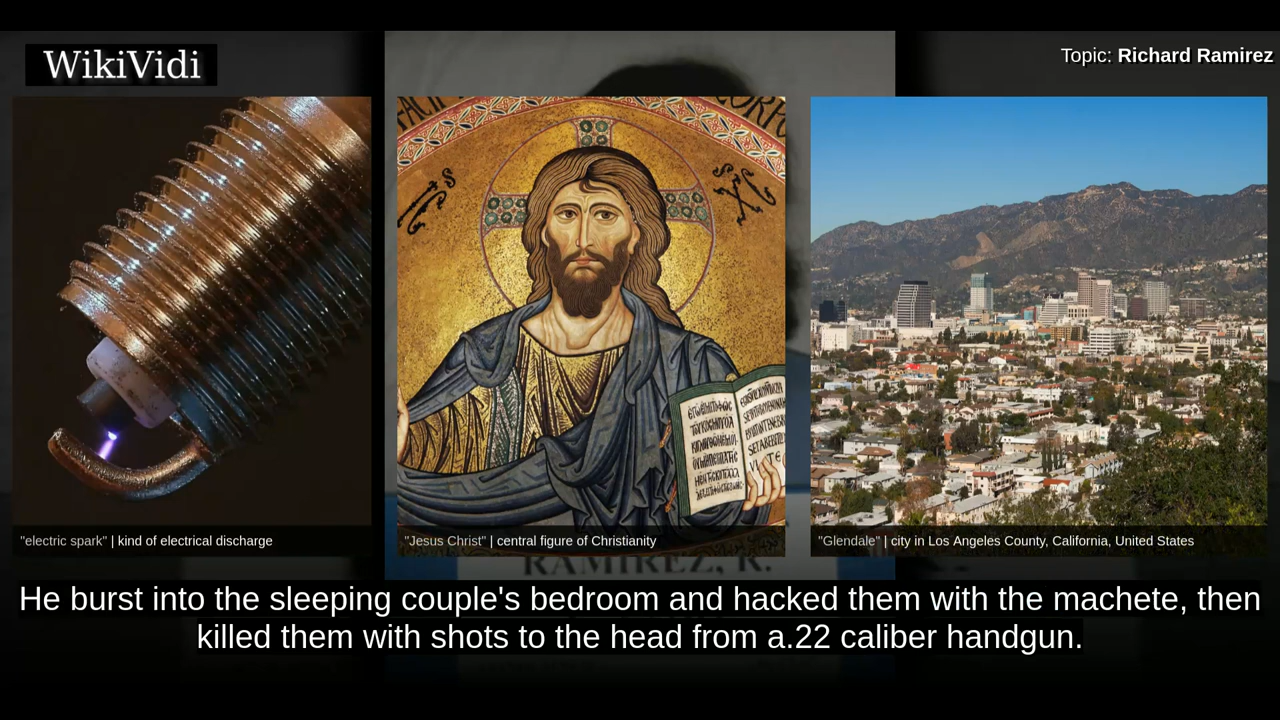 WikiVidi
Topic: Richard Ramirez
"electric spark" | kind of electrical discharge
"Jesus Christ" | central figure of Christianity
"Glendale" | city in Los Angeles County, California, United States
RAMIREZ, R.
He burst into the sleeping couple's bedroom and hacked them with the machete, then
killed them with shots to the head from a.22 caliber handgun.